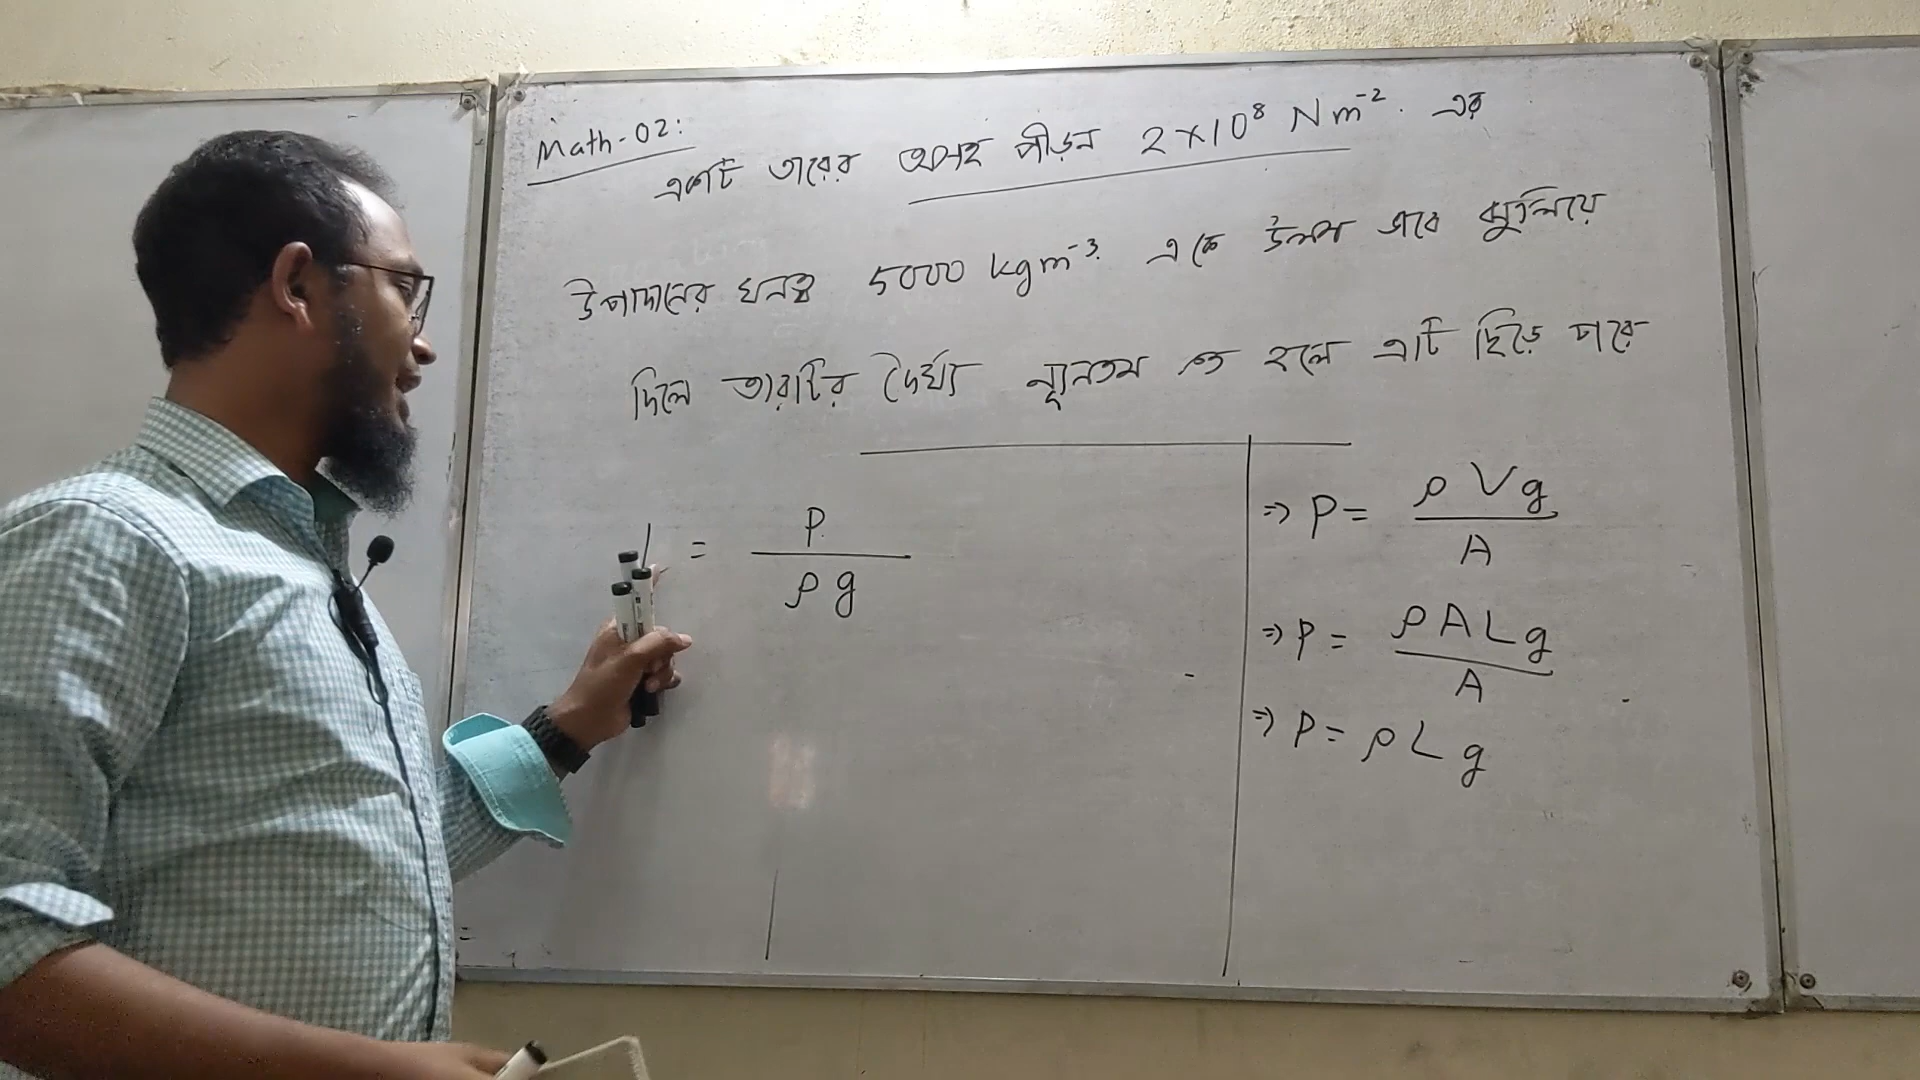 Math-02:
একটি তারের অসহ পীড়ন 2×10⁸ Nm⁻². এর
উপাদানের ঘনত্ব 5000 kgm⁻³. একে উলম্ব ভাবে ঝুলিয়ে
দিলে তারটির দৈর্ঘ্য ন্যূনতম কত হলে এটি ছিড়ে যাবে
l = P / ρg
⇒ P = ρVg / A
⇒ P = ρALg / A
⇒ P = ρLg